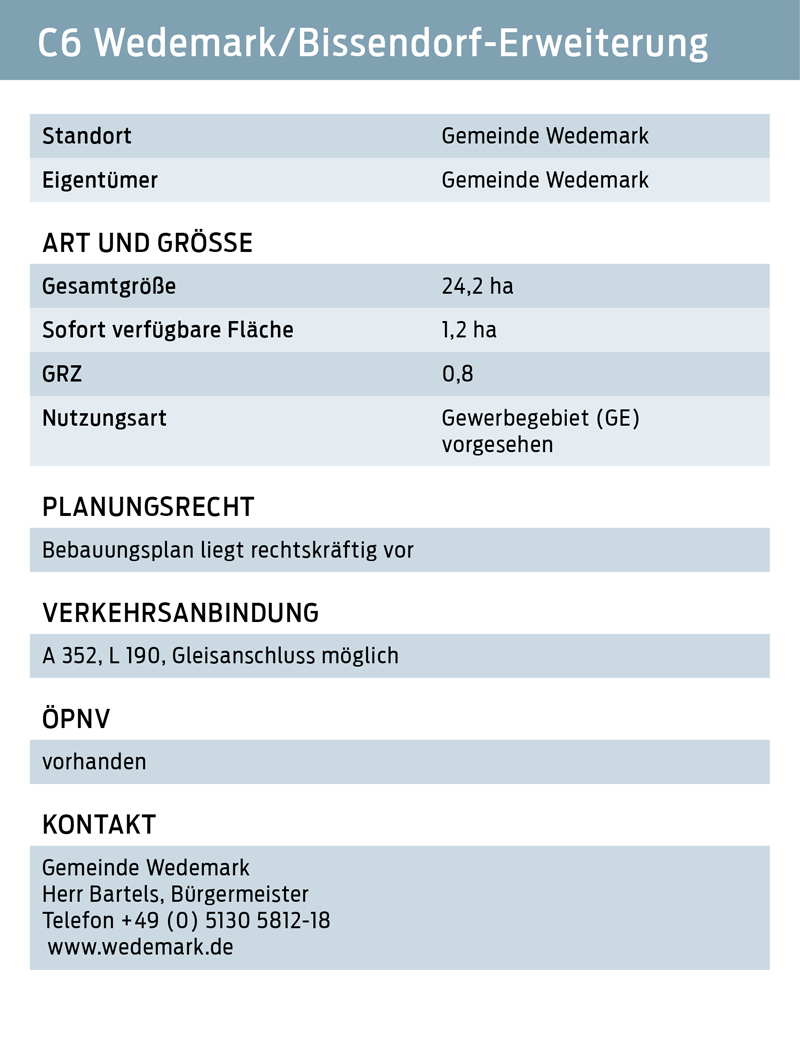 C6 Wedemark/Bissendorf-Erweiterung
Standort Gemeinde Wedemark
Eigentümer Gemeinde Wedemark
ART UND GRÖSSE
Gesamtgröße 24,2 ha
Sofort verfügbare Fläche 1,2 ha
GRZ 0,8
Nutzungsart Gewerbegebiet (GE)
vorgesehen
PLANUNGSRECHT
Bebauungsplan liegt rechtskräftig vor
VERKEHRSANBINDUNG
A 352, L 190, Gleisanschluss möglich
ÖPNV
vorhanden
KONTAKT
Gemeinde Wedemark
Herr Bartels, Bürgermeister
Telefon +49 (0) 5130 5812-18
www.wedemark.de